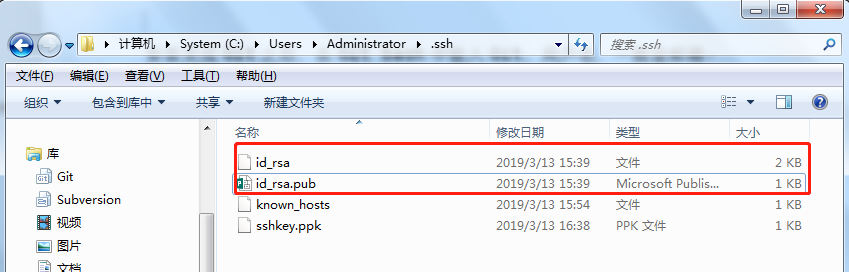 计算机 ▸ System (C:) ▸ Users ▸ Administrator ▸ .ssh
搜索 .ssh
文件(F) 编辑(E) 查看(V) 工具(T) 帮助(H)
组织 包含到库中 共享 新建文件夹
名称 修改日期 类型 大小
库
Git
Subversion
视频
图片
文档
id_rsa 2019/3/13 15:39 文件 2 KB
id_rsa.pub 2019/3/13 15:39 Microsoft Publis... 1 KB
known_hosts 2019/3/13 15:54 文件 1 KB
sshkey.ppk 2019/3/13 16:38 PPK 文件 2 KB